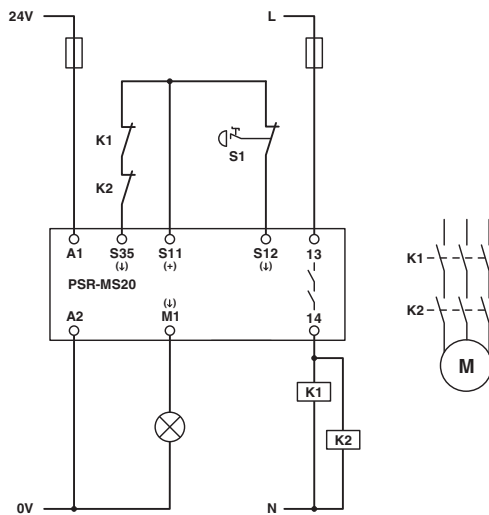 24V
L
K1
K2
S1
A1
S35
S11
S12
13
(↓)
(+)
(↓)
PSR-MS20
(↓)
A2
M1
14
K1
K2
K1
K2
M
0V
N